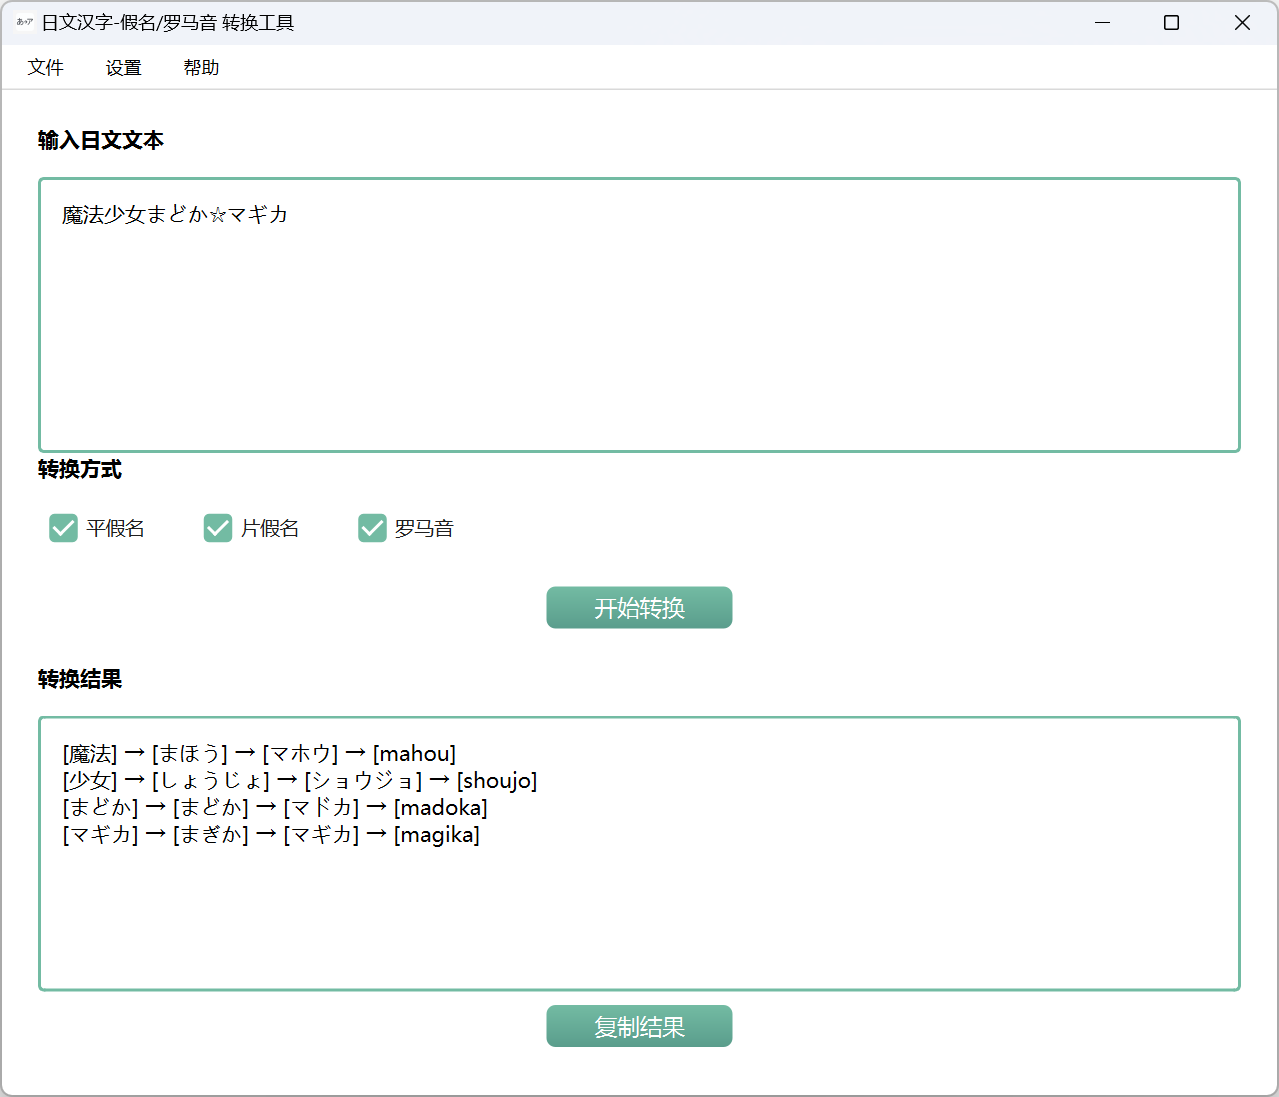 あ→ア 日文汉字-假名/罗马音 转换工具
文件 设置 帮助
输入日文文本
魔法少女まどか☆マギカ
转换方式
平假名 片假名 罗马音
开始转换
转换结果
[魔法] → [まほう] → [マホウ] → [mahou]
[少女] → [しょうじょ] → [ショウジョ] → [shoujo]
[まどか] → [まどか] → [マドカ] → [madoka]
[マギカ] → [まぎか] → [マギカ] → [magika]
复制结果